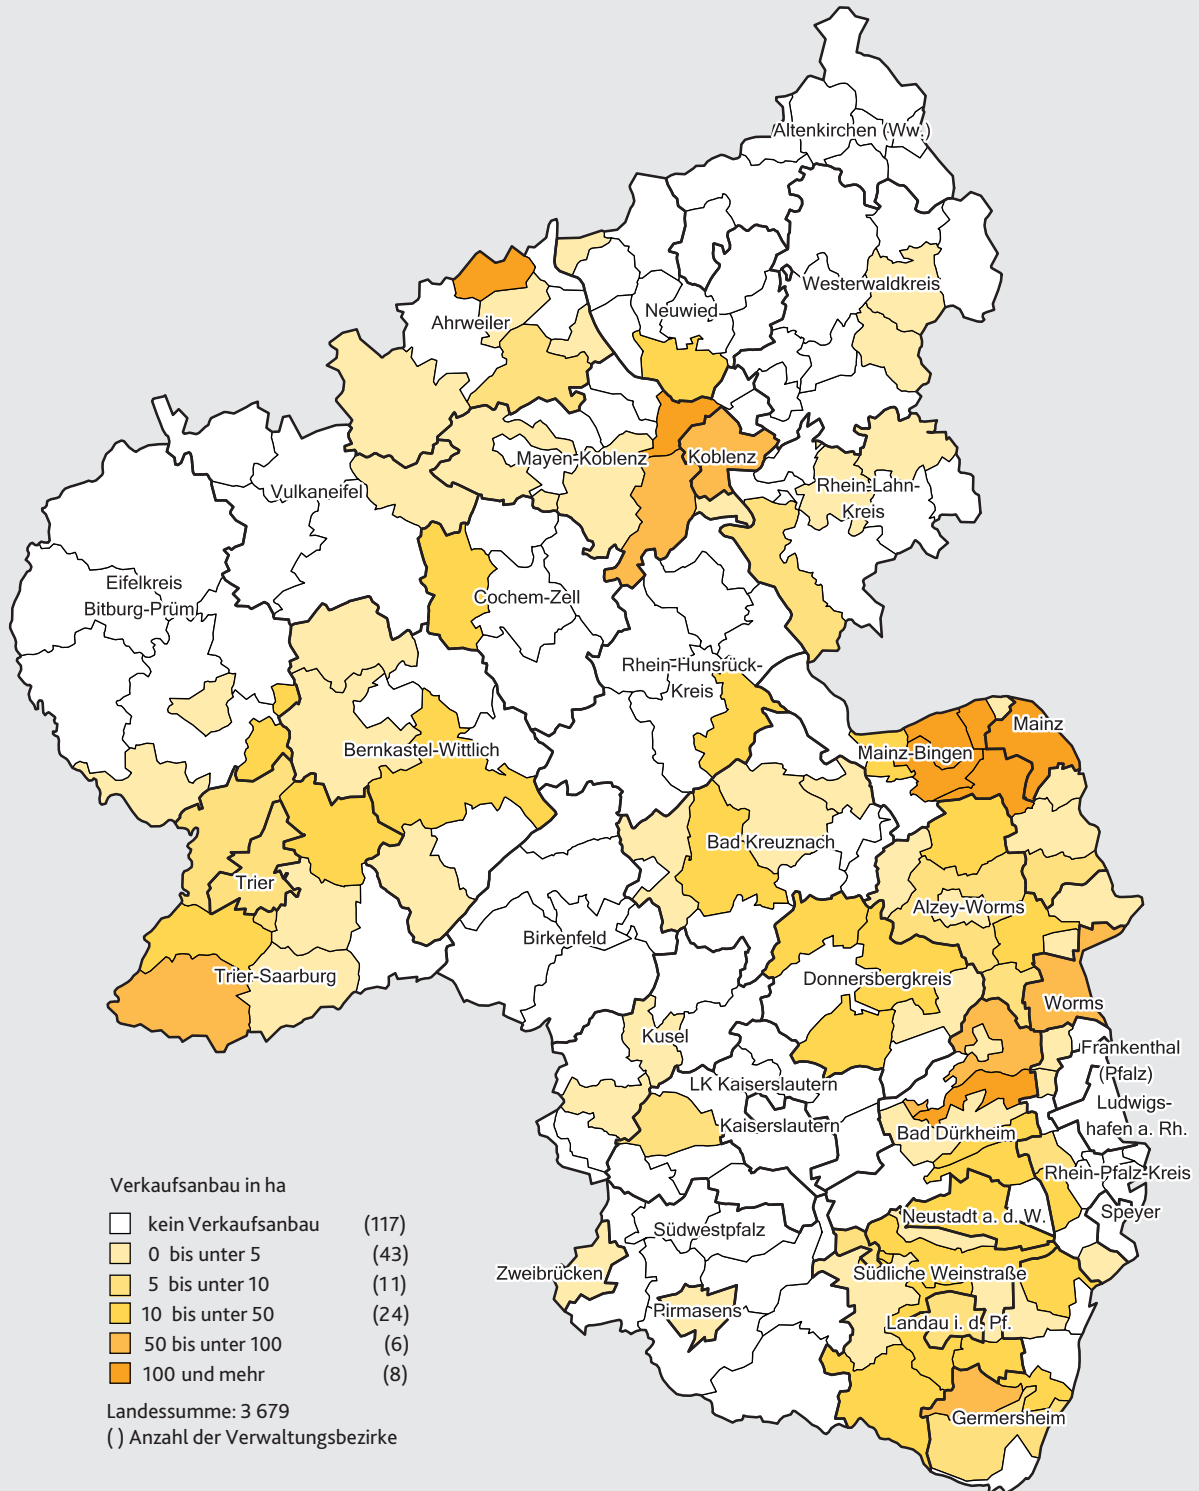 Altenkirchen (Ww.)
Westerwaldkreis
Neuwied
Ahrweiler
Mayen-Koblenz
Koblenz
Rhein-Lahn-
Kreis
Vulkaneifel
Eifelkreis
Bitburg-Prüm
Cochem-Zell
Rhein-Hunsrück-
Kreis
Bernkastel-Wittlich
Mainz
Mainz-Bingen
Bad Kreuznach
Trier
Alzey-Worms
Birkenfeld
Trier-Saarburg
Donnersbergkreis
Worms
Kusel
Frankenthal
(Pfalz)
LK Kaiserslautern
Ludwigs-
hafen a. Rh.
Kaiserslautern
Bad Dürkheim
Rhein-Pfalz-Kreis
Neustadt a. d. W.
Speyer
Südwestpfalz
Zweibrücken
Südliche Weinstraße
Pirmasens
Landau i. d. Pf.
Germersheim
Verkaufsanbau in ha
kein Verkaufsanbau (117)
0 bis unter 5 (43)
5 bis unter 10 (11)
10 bis unter 50 (24)
50 bis unter 100 (6)
100 und mehr (8)
Landessumme: 3 679
( ) Anzahl der Verwaltungsbezirke